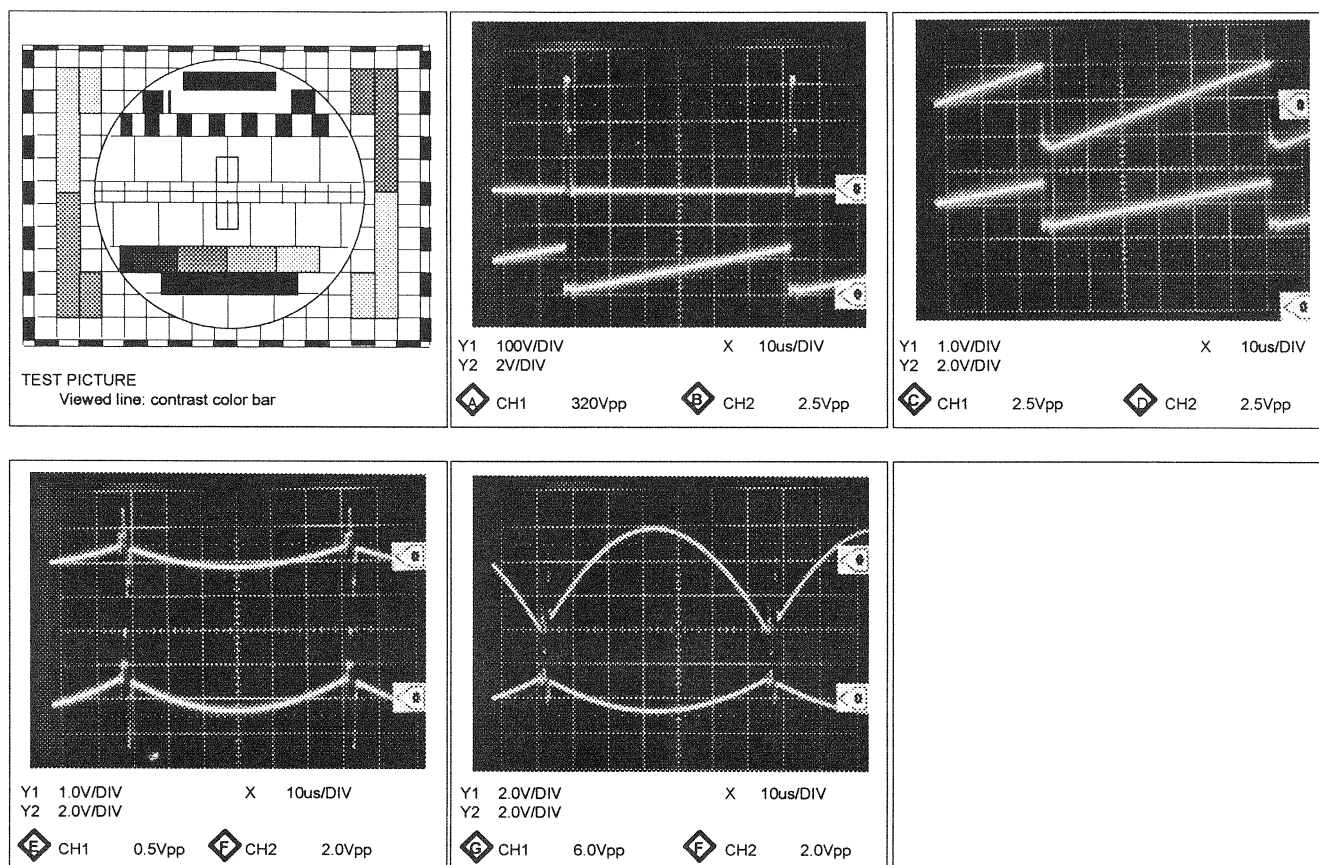 TEST PICTURE
Viewed line: contrast color bar
Y1 100V/DIV X 10us/DIV
Y2 2V/DIV
A CH1 320Vpp B CH2 2.5Vpp
Y1 1.0V/DIV X 10us/DIV
Y2 2.0V/DIV
C CH1 2.5Vpp D CH2 2.5Vpp
Y1 1.0V/DIV X 10us/DIV
Y2 2.0V/DIV
E CH1 0.5Vpp F CH2 2.0Vpp
Y1 2.0V/DIV X 10us/DIV
Y2 2.0V/DIV
G CH1 6.0Vpp F CH2 2.0Vpp